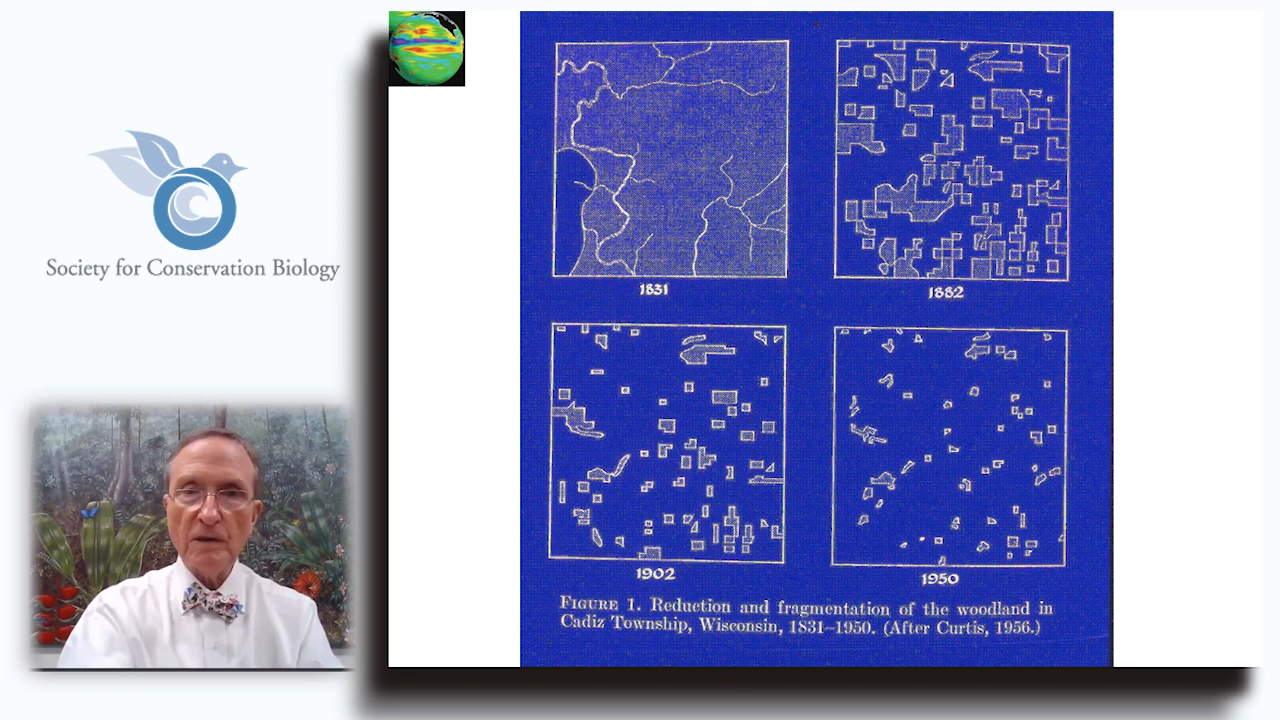 Society for Conservation Biology
1831
1882
1902
1950
FIGURE 1. Reduction and fragmentation of the woodland in
Cadiz Township, Wisconsin, 1831–1950. (After Curtis, 1956.)